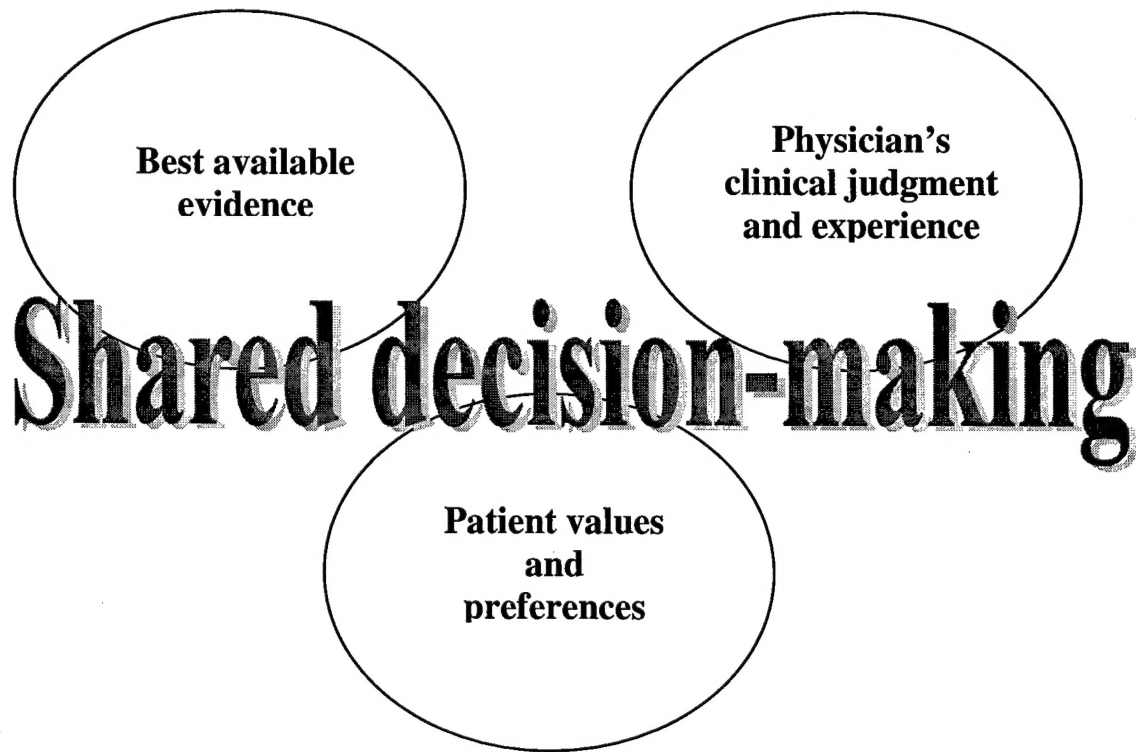 Best available
evidence
Physician's
clinical judgment
and experience
Shared decision-making
Patient values
and
preferences